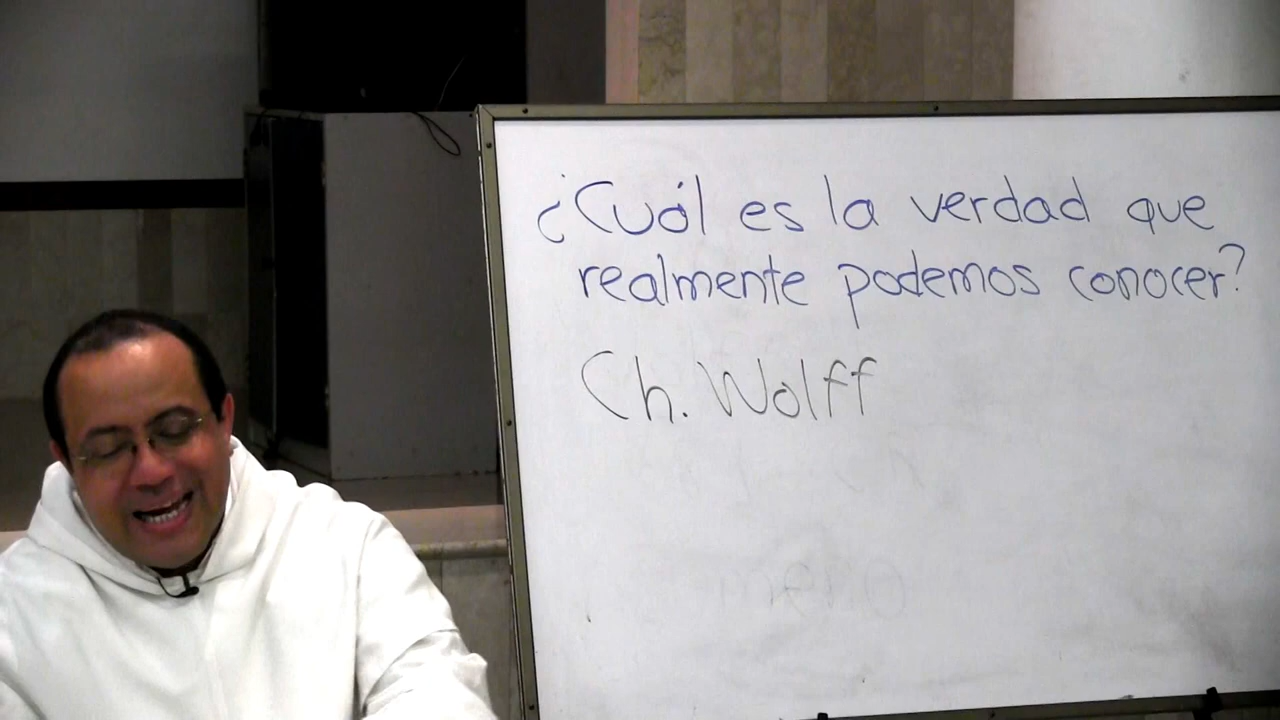 ¿Cuál es la verdad que
realmente podemos conocer?
Ch. Wolff